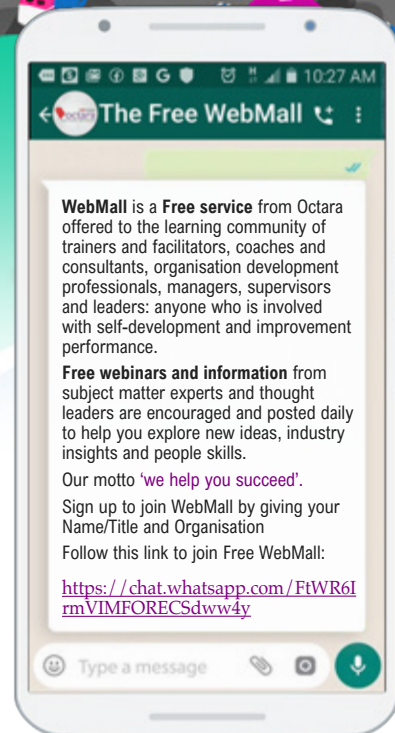 10:27 AM
The Free WebMall
WebMall is a Free service from Octara
offered to the learning community of
trainers and facilitators, coaches and
consultants, organisation development
professionals, managers, supervisors
and leaders: anyone who is involved
with self-development and improvement
performance.
Free webinars and information from
subject matter experts and thought
leaders are encouraged and posted daily
to help you explore new ideas, industry
insights and people skills.
Our motto ‘we help you succeed’.
Sign up to join WebMall by giving your
Name/Title and Organisation
Follow this link to join Free WebMall:
https://chat.whatsapp.com/FtWR6I
rmVIMFORECSdww4y
Type a message